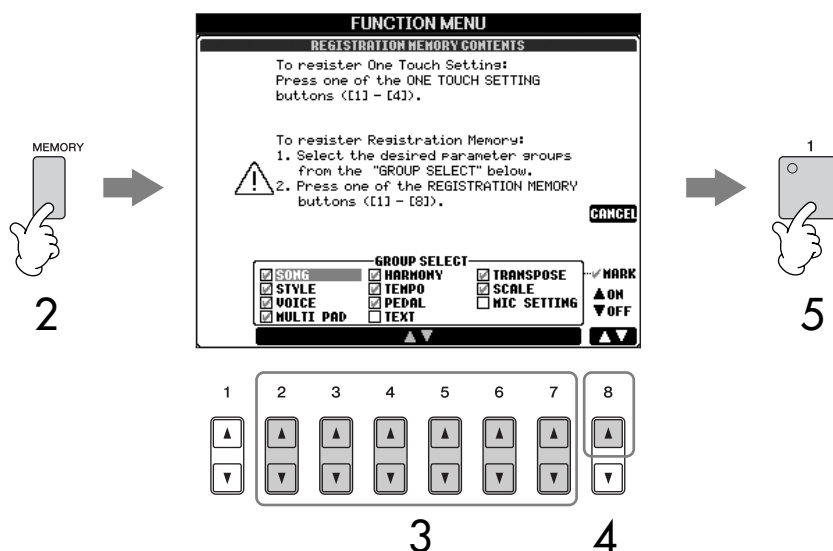 FUNCTION MENU
REGISTRATION MEMORY CONTENTS
To register One Touch Setting:
Press one of the ONE TOUCH SETTING
buttons ([1] - [4]).
To register Registration Memory:
1. Select the desired parameter groups
from the "GROUP SELECT" below.
2. Press one of the REGISTRATION MEMORY
buttons ([1] - [8]).
CANCEL
MEMORY
1
GROUP SELECT
SONG HARMONY TRANSPOSE MARK
STYLE TEMPO SCALE ▲ON
VOICE PEDAL MIC SETTING ▼OFF
MULTI PAD TEXT
▲▼ ▲▼
2
5
1 2 3 4 5 6 7 8
3 4